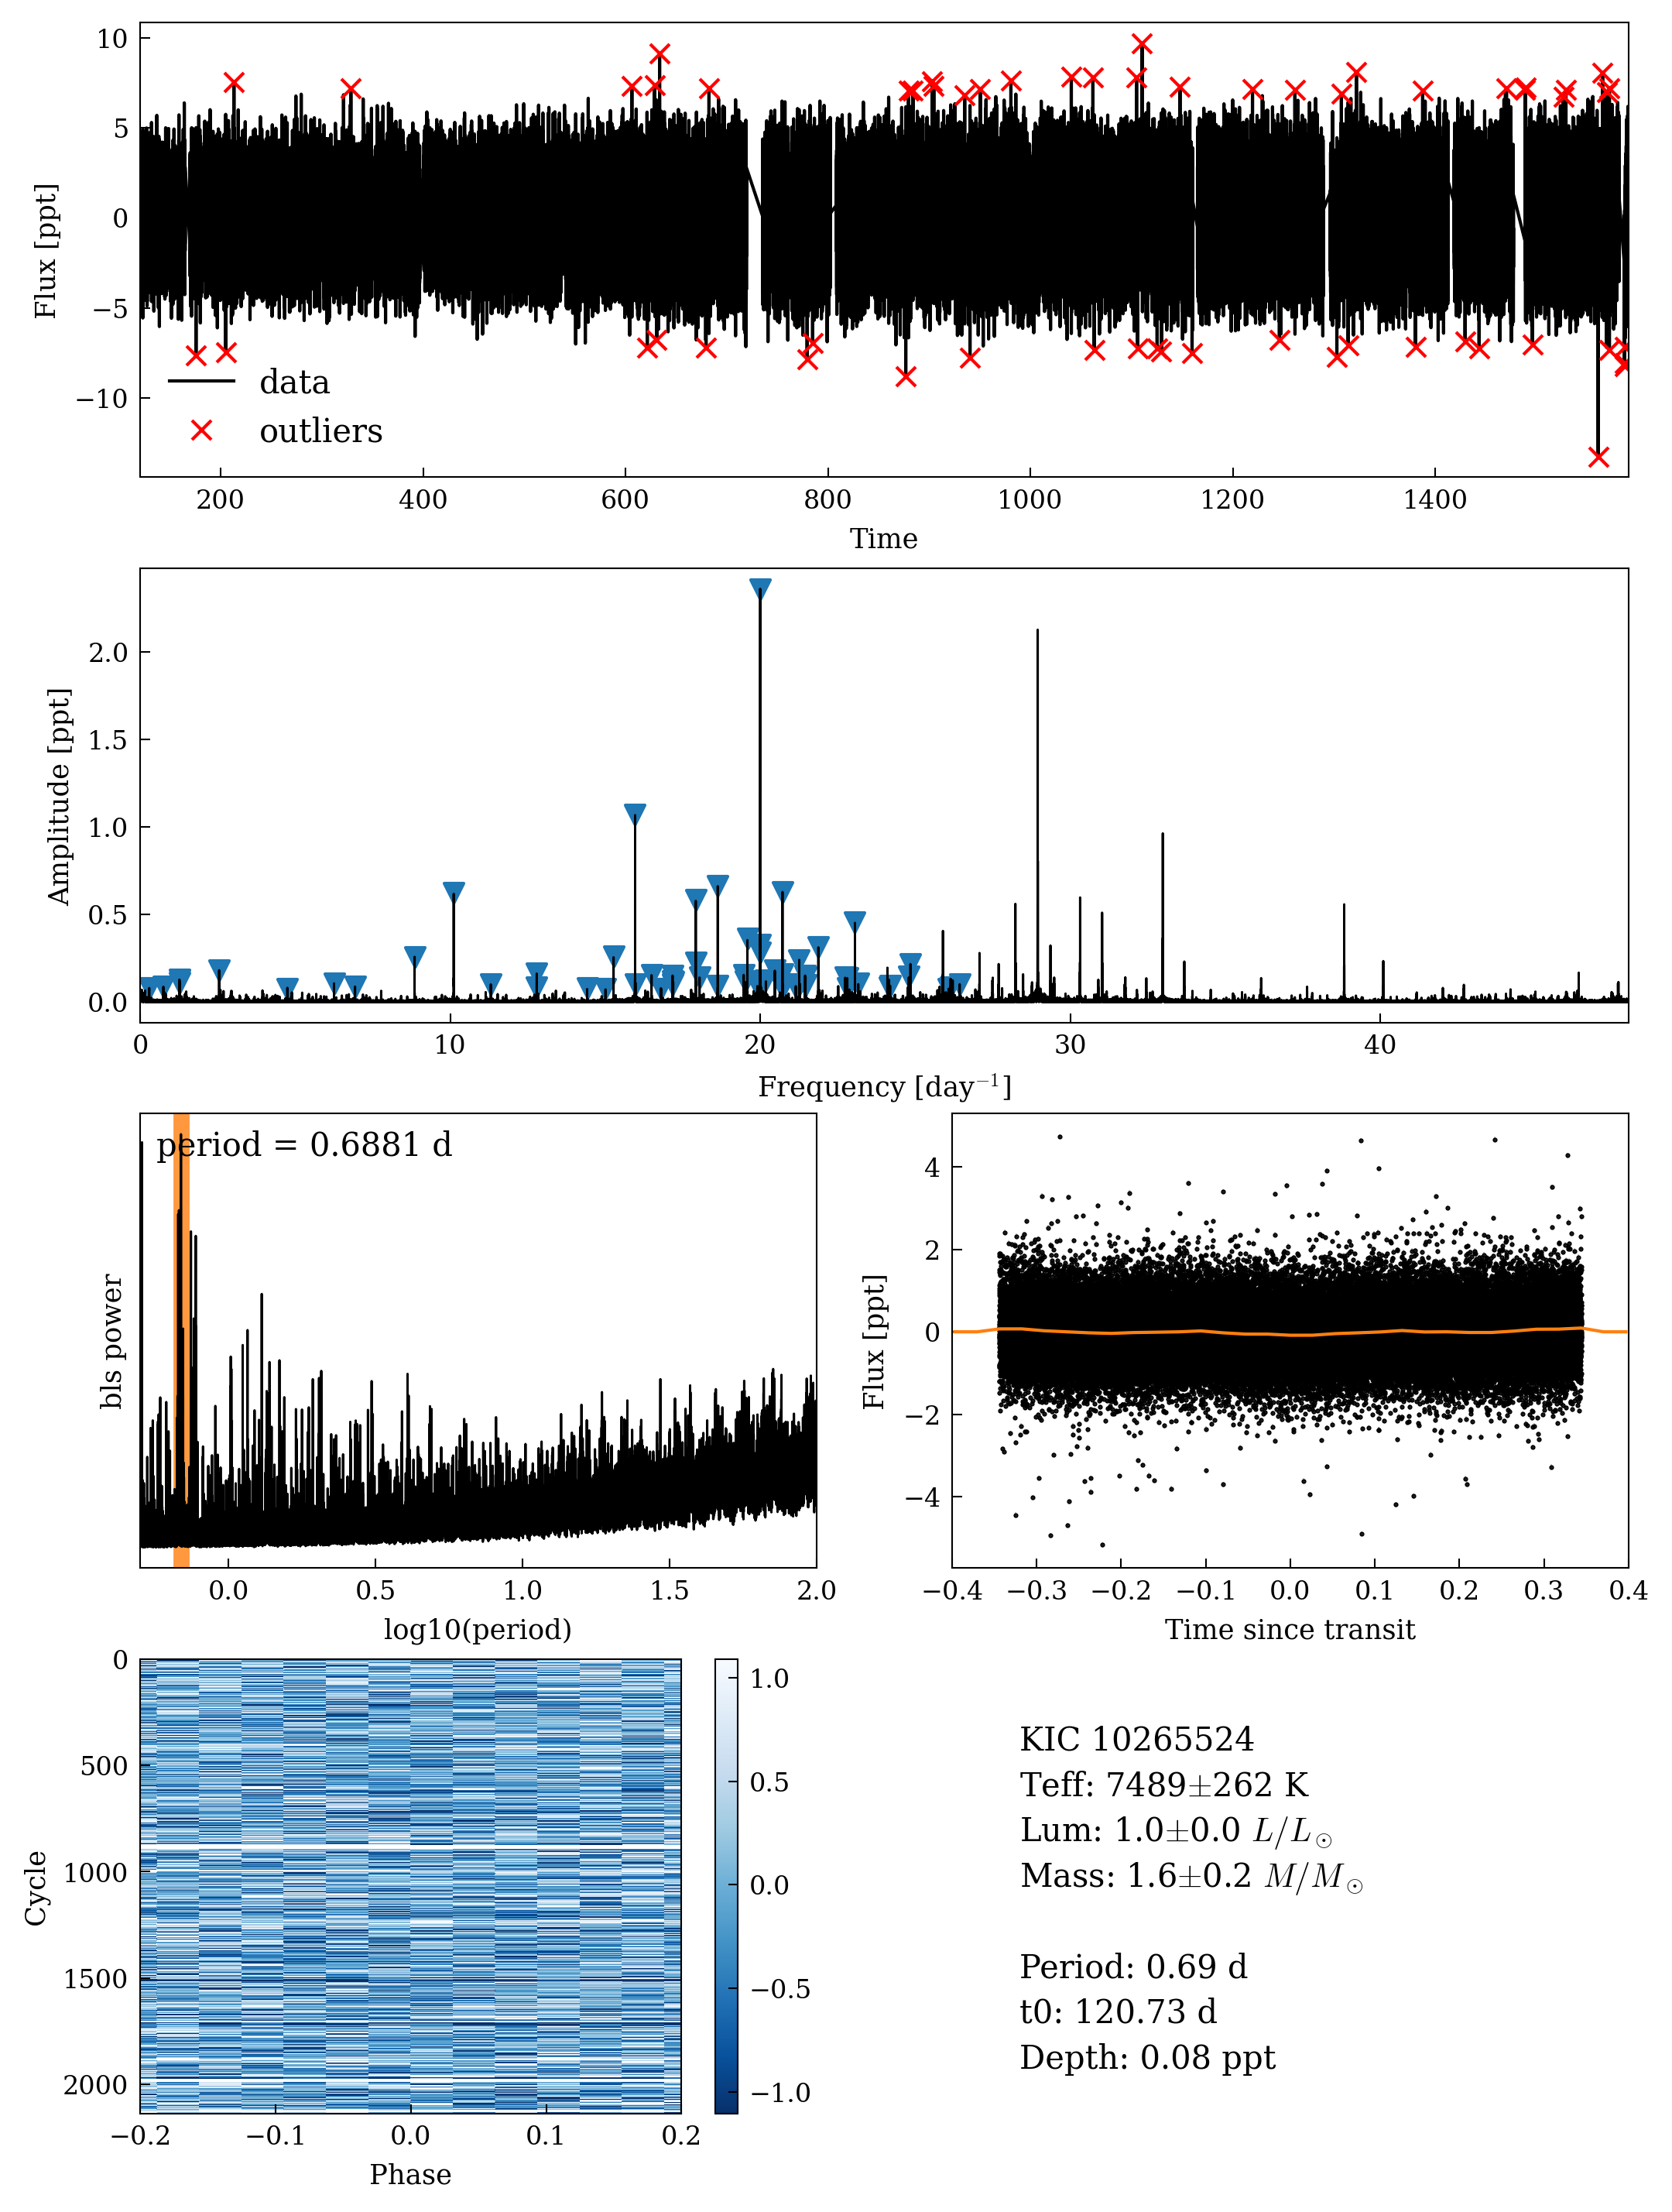 10
5
0
−5
−10
Flux [ppt]
data
outliers
200 400 600 800 1000 1200 1400
Time
2.0
1.5
1.0
0.5
0.0
Amplitude [ppt]
0 10 20 30 40
Frequency [day⁻¹]
period = 0.6881 d
bls power
0.0 0.5 1.0 1.5 2.0
log10(period)
4
2
0
−2
−4
Flux [ppt]
−0.4 −0.3 −0.2 −0.1 0.0 0.1 0.2 0.3 0.4
Time since transit
0
500
1000
1500
2000
Cycle
−0.2 −0.1 0.0 0.1 0.2
Phase
1.0
0.5
0.0
−0.5
−1.0
KIC 10265524
Teff: 7489±262 K
Lum: 1.0±0.0 L/L☉
Mass: 1.6±0.2 M/M☉
Period: 0.69 d
t0: 120.73 d
Depth: 0.08 ppt